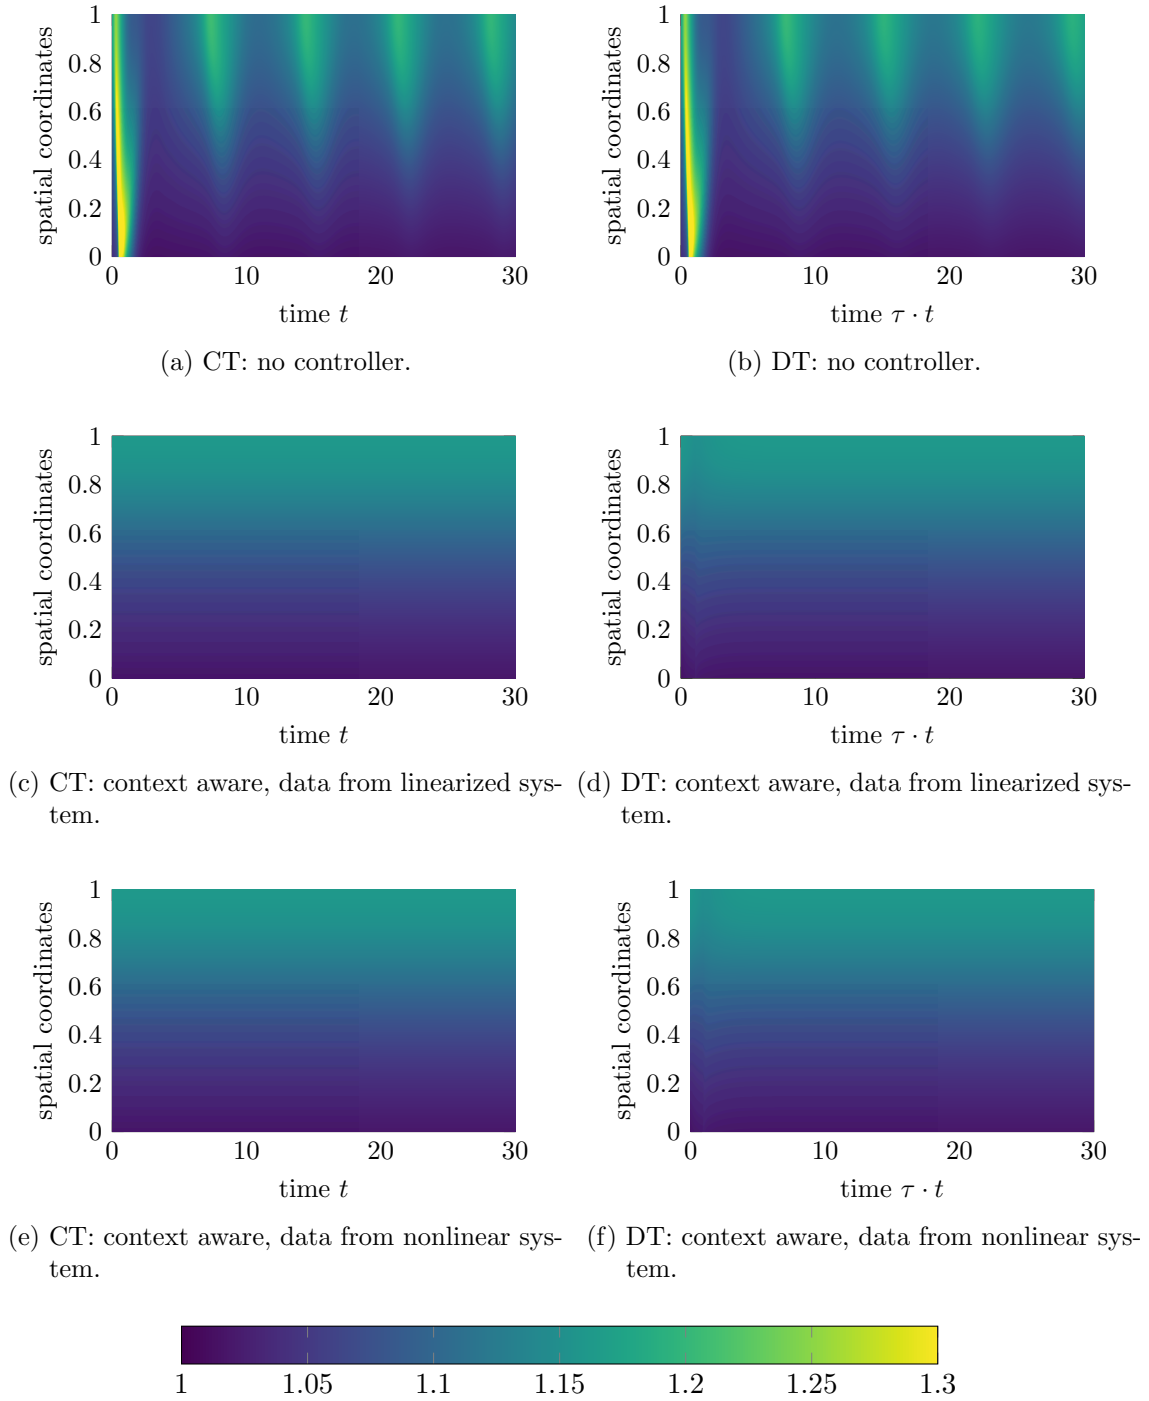 spatial coordinates
1
0.8
0.6
0.4
0.2
0
0 10 20 30
time t
(a) CT: no controller.
spatial coordinates
1
0.8
0.6
0.4
0.2
0
0 10 20 30
time τ · t
(b) DT: no controller.
spatial coordinates
1
0.8
0.6
0.4
0.2
0
0 10 20 30
time t
(c) CT: context aware, data from linearized sys-
tem.
spatial coordinates
1
0.8
0.6
0.4
0.2
0
0 10 20 30
time τ · t
(d) DT: context aware, data from linearized sys-
tem.
spatial coordinates
1
0.8
0.6
0.4
0.2
0
0 10 20 30
time t
(e) CT: context aware, data from nonlinear sys-
tem.
spatial coordinates
1
0.8
0.6
0.4
0.2
0
0 10 20 30
time τ · t
(f) DT: context aware, data from nonlinear sys-
tem.
1 1.05 1.1 1.15 1.2 1.25 1.3